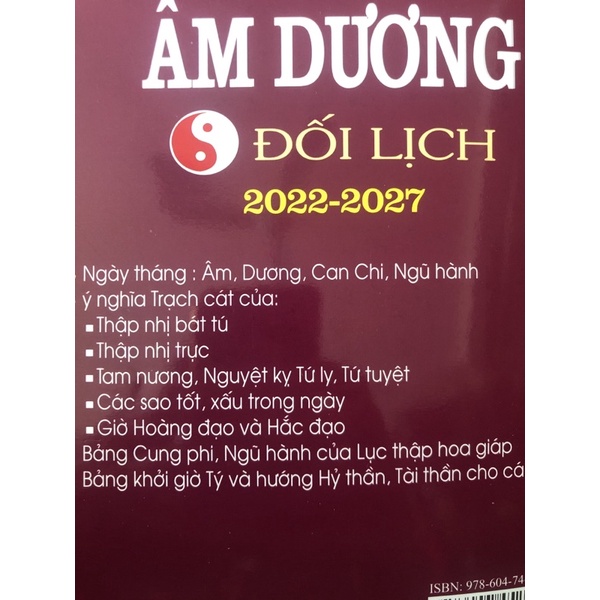 ÂM DƯƠNG
ĐỐI LỊCH
2022-2027
Ngày tháng : Âm, Dương, Can Chi, Ngũ hành
ý nghĩa Trạch cát của:
Thập nhị bát tú
Thập nhị trực
Tam nương, Nguyệt kỵ Tứ ly, Tứ tuyệt
Các sao tốt, xấu trong ngày
Giờ Hoàng đạo và Hắc đạo
Bảng Cung phi, Ngũ hành của Lục thập hoa giáp
Bảng khởi giờ Tý và hướng Hỷ thần, Tài thần cho cá
ISBN: 978-604-74